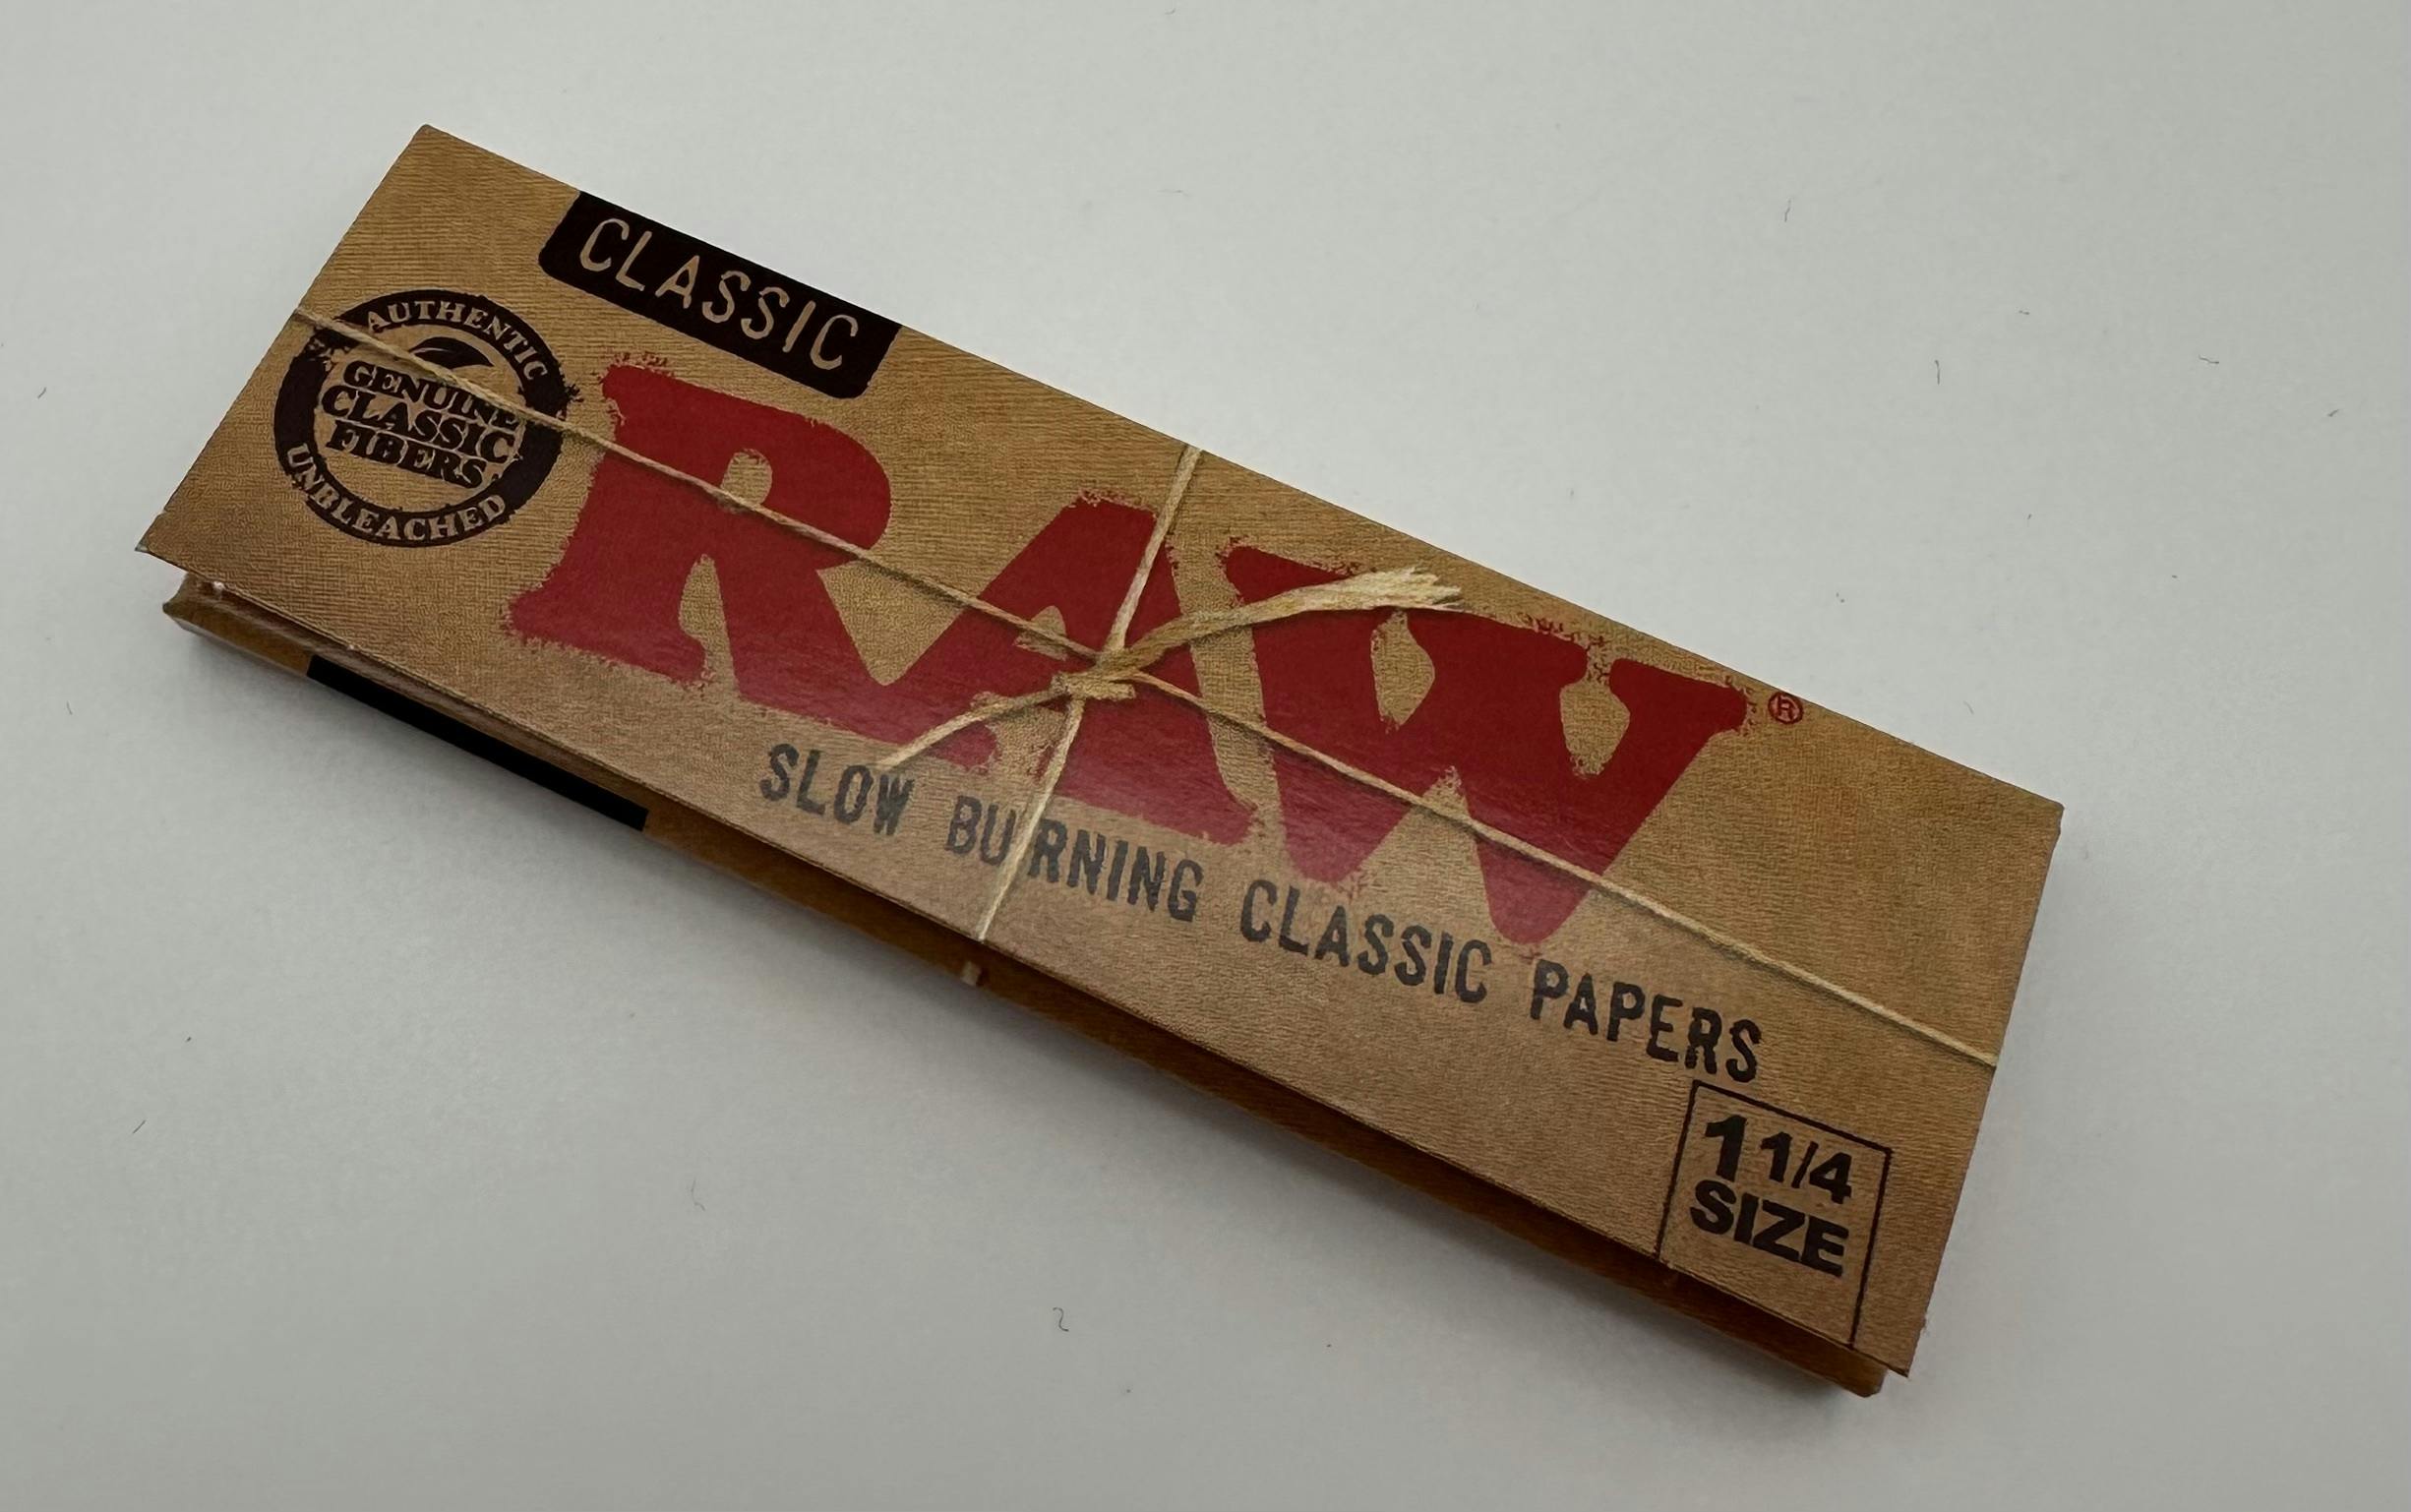 CLASSIC
AUTHENTIC
GENUINE
CLASSIC
FIBERS
UNBLEACHED
RAW®
SLOW BURNING CLASSIC PAPERS
1 1/4
SIZE